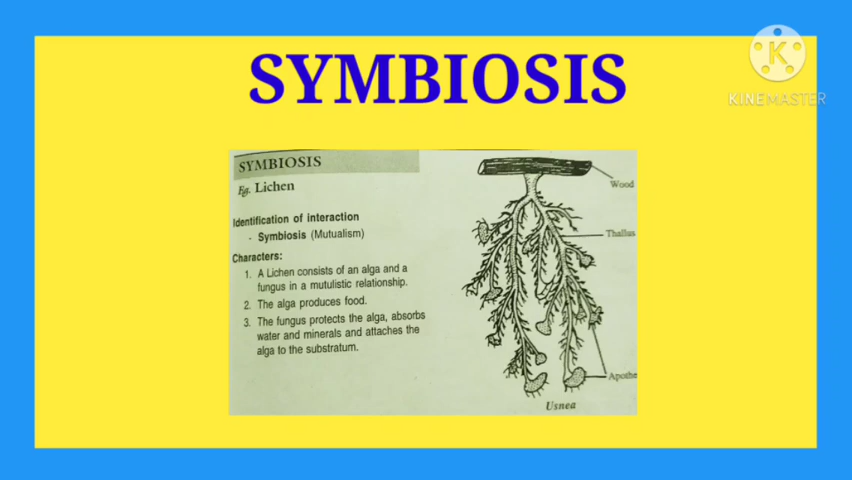 SYMBIOSIS
KINEMASTER
SYMBIOSIS
Eg. Lichen
Identification of interaction
- Symbiosis (Mutualism)
Characters:
1. A Lichen consists of an alga and a
fungus in a mutulistic relationship.
2. The alga produces food.
3. The fungus protects the alga, absorbs
water and minerals and attaches the
alga to the substratum.
Wood
Thallus
Apothe
Usnea